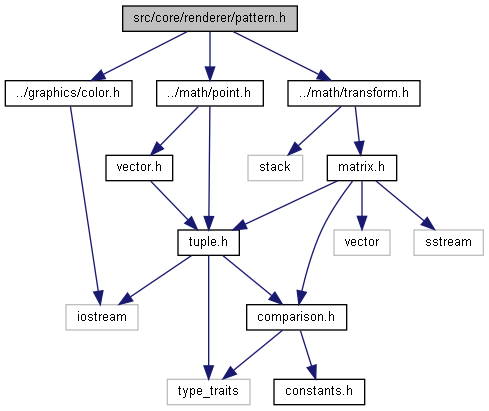 src/core/renderer/pattern.h
../graphics/color.h
../math/point.h
../math/transform.h
vector.h
stack
matrix.h
tuple.h
vector
sstream
iostream
comparison.h
type_traits
constants.h